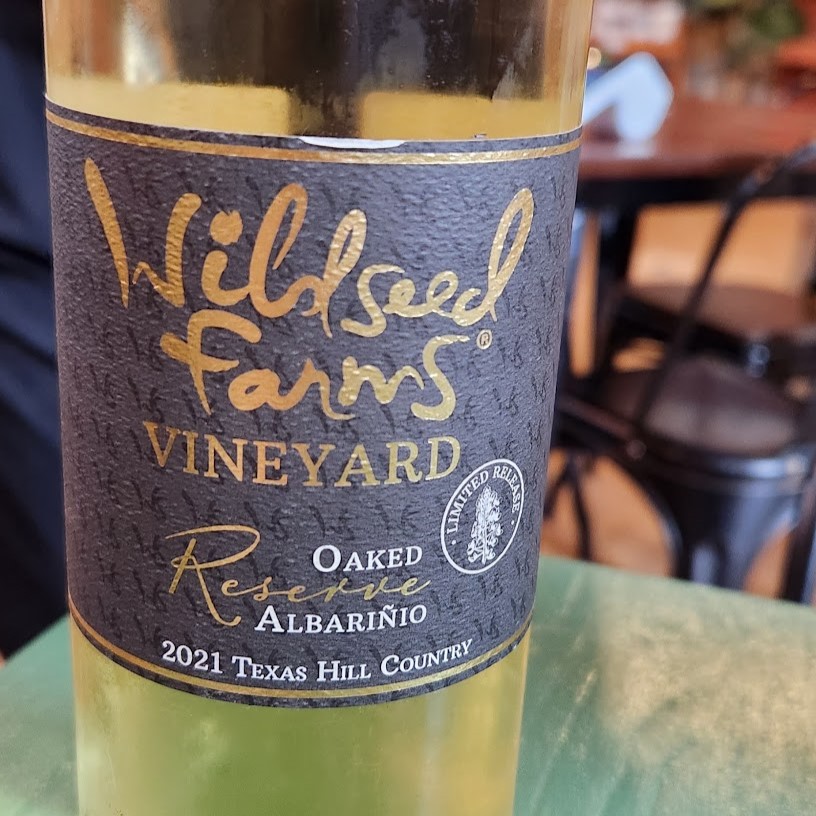 Wildseed
Farms®
VINEYARD
· LIMITED RELEASE ·
OAKED
Reserve
ALBARIÑIO
2021 TEXAS HILL COUNTRY